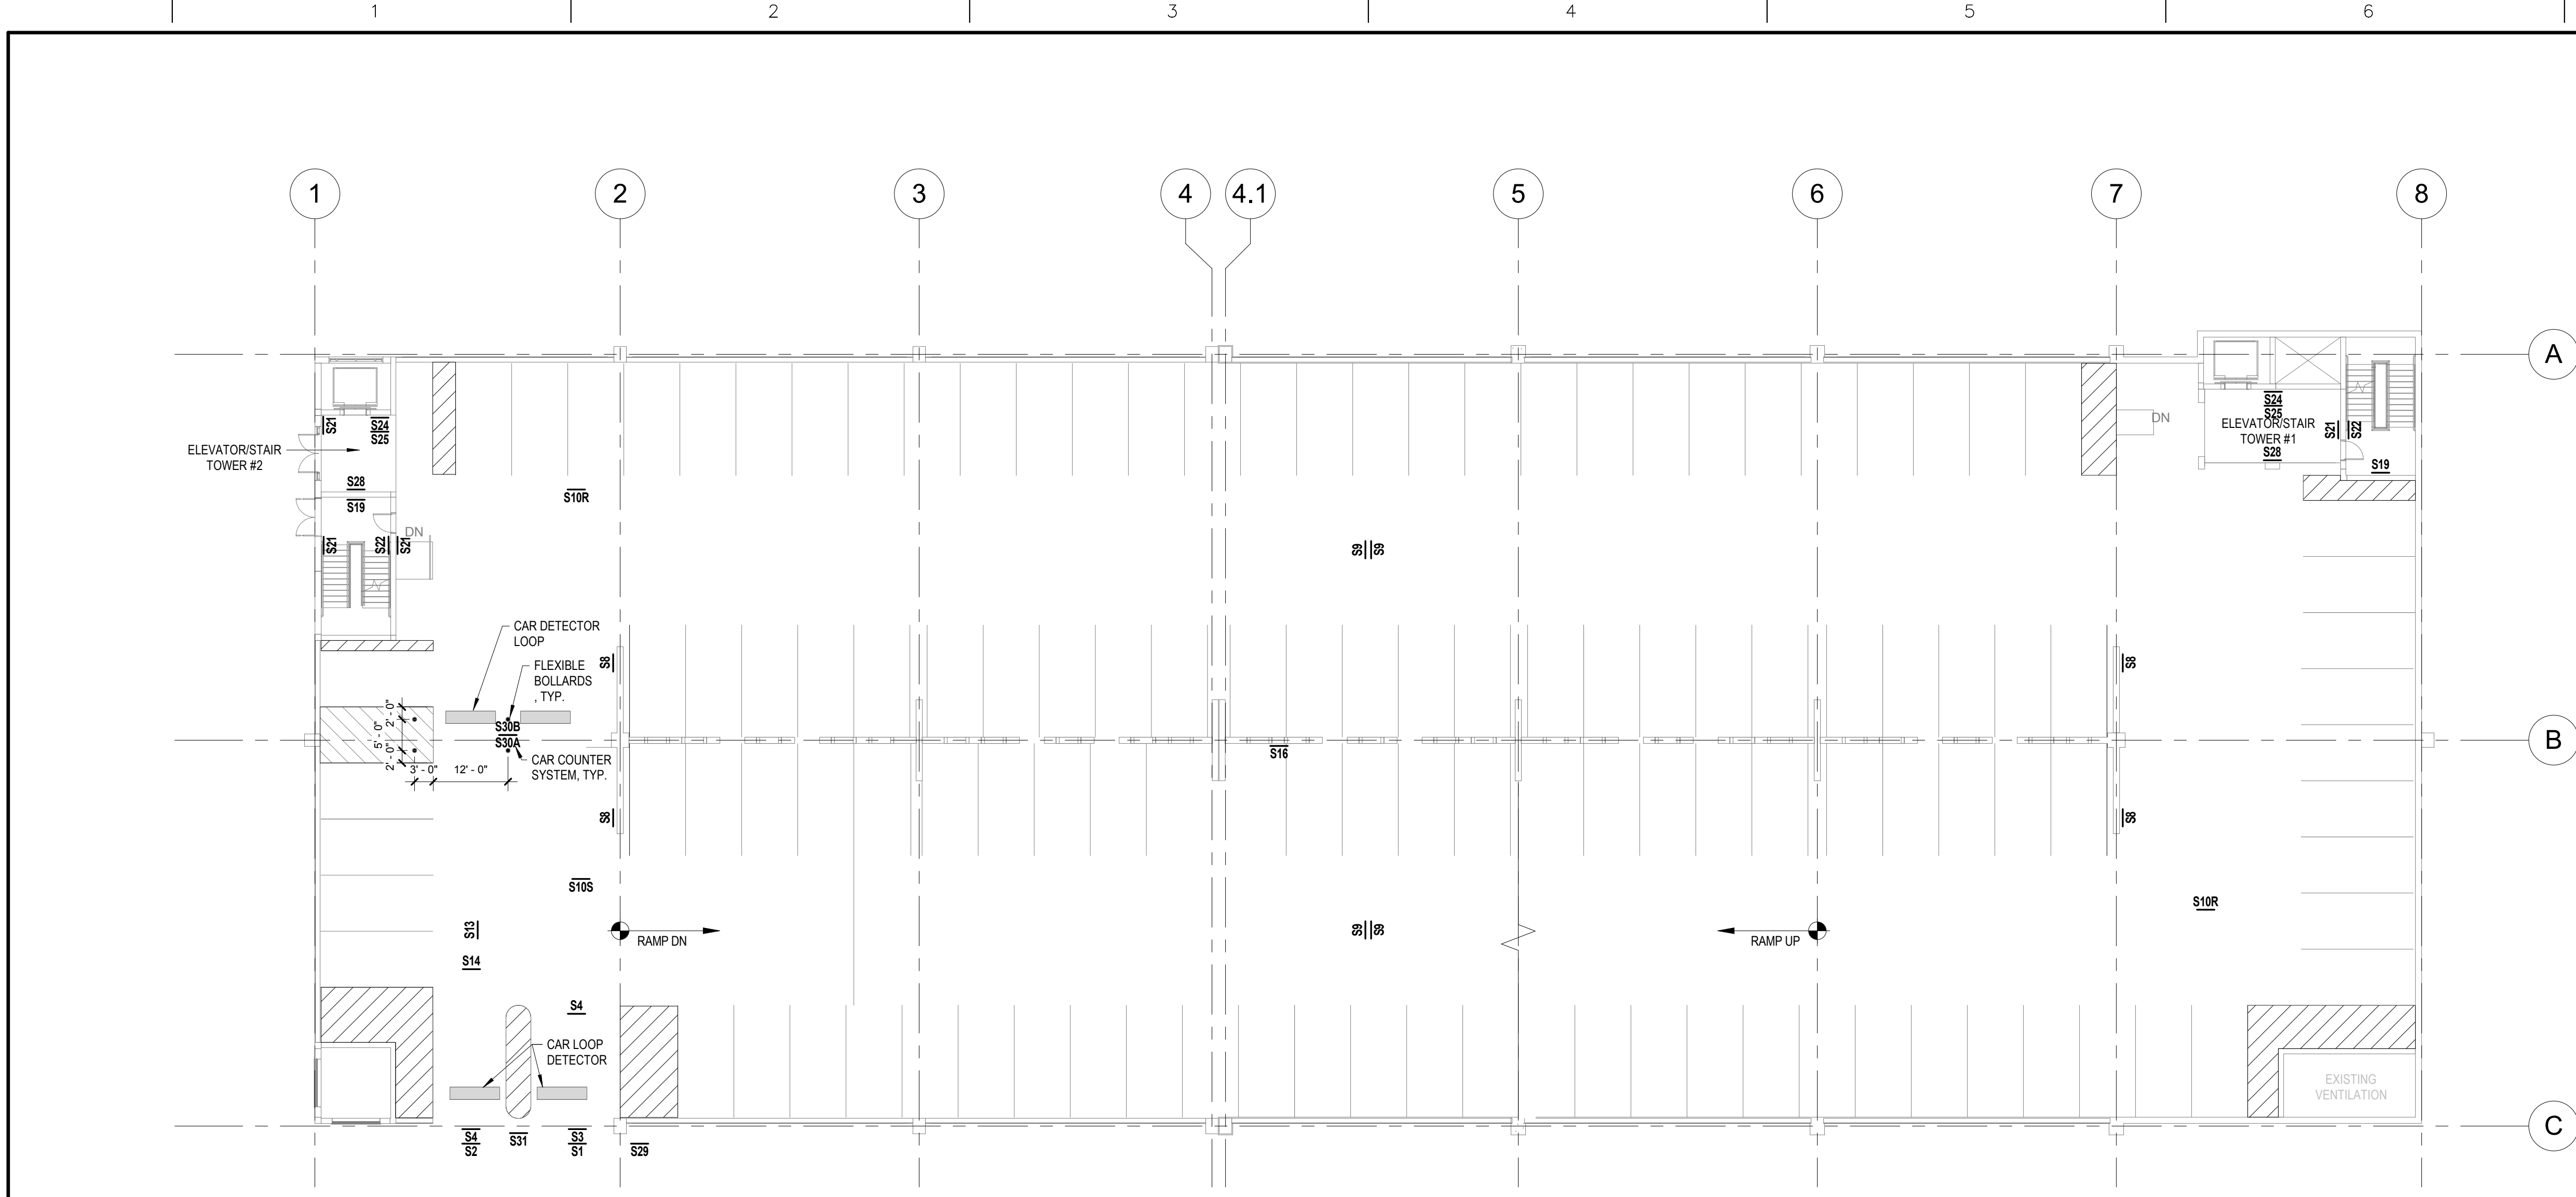 1
2
3
4
5
6
1
2
3
4
4.1
5
6
7
8
A
S21
S24
S25
ELEVATOR/STAIR
TOWER #2
S28
S19
S21
S22
S21
DN
S10R
DN
S24
S25
ELEVATOR/STAIR
TOWER #1
S28
S21
S22
S19
S9
S9
CAR DETECTOR
LOOP
FLEXIBLE
BOLLARDS
, TYP.
S8
S8
2' - 0"
5' - 0"
2' - 0"
S30B
S30A
3' - 0"
12' - 0"
CAR COUNTER
SYSTEM, TYP.
S16
B
S8
S8
S10S
S10R
S13
S14
RAMP DN
S9
S9
RAMP UP
S4
CAR LOOP
DETECTOR
EXISTING
VENTILATION
C
S4
S2
S31
S3
S1
S29